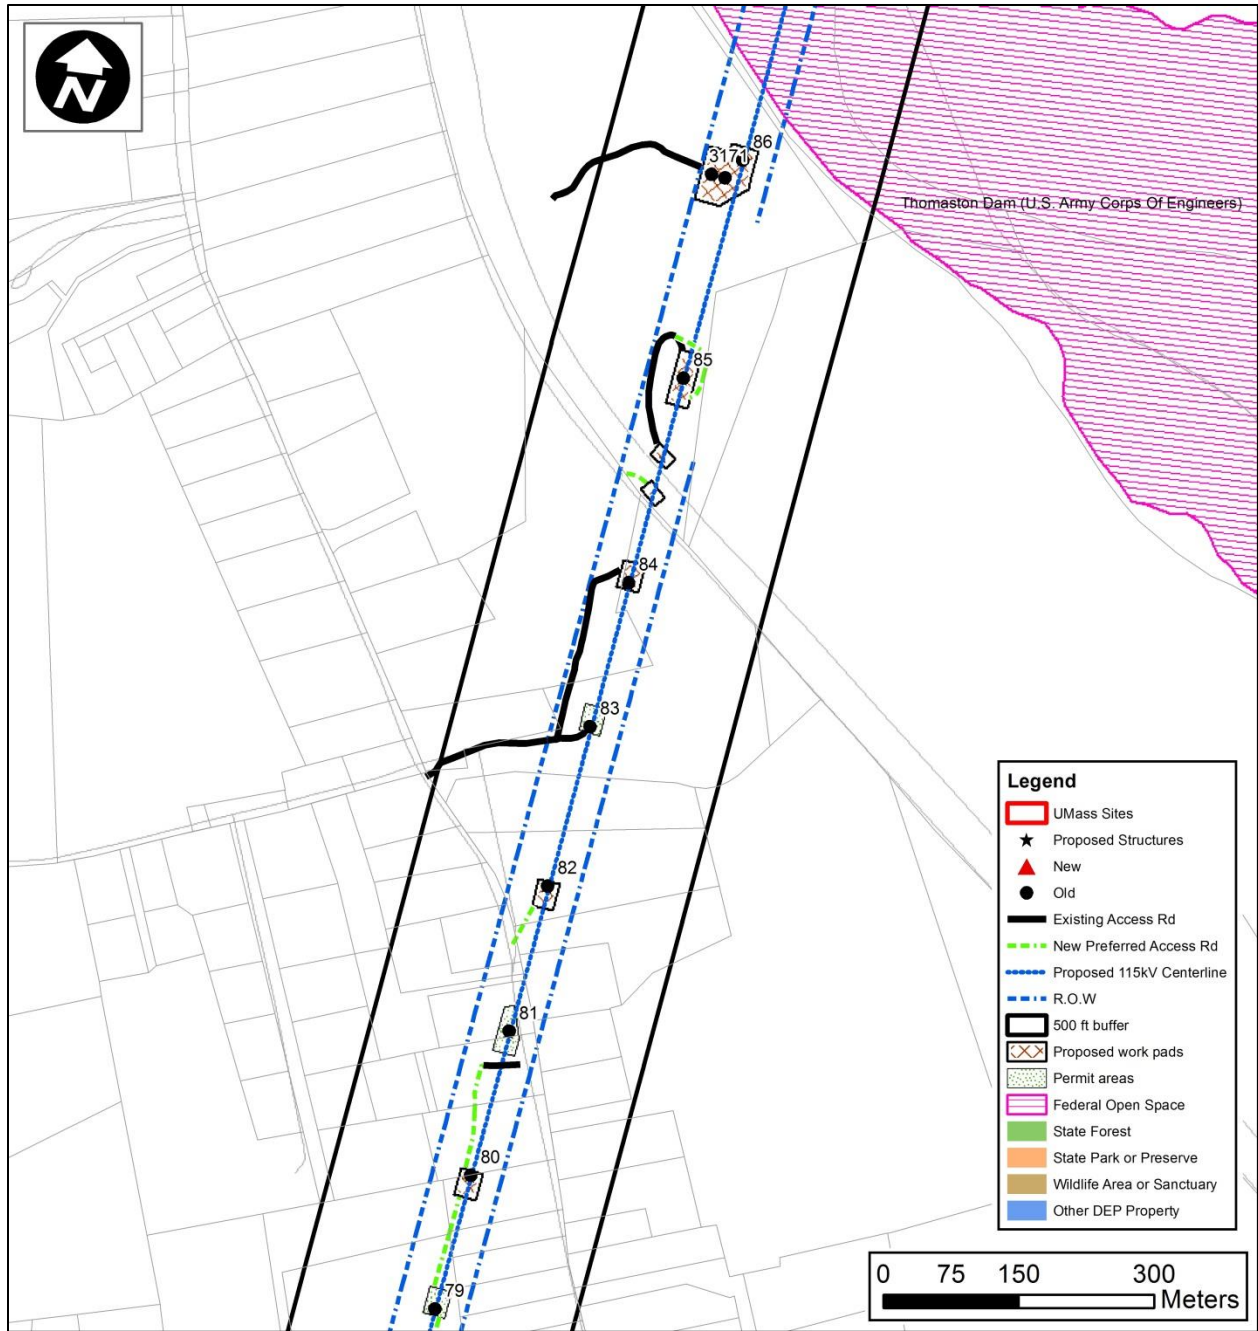 N
86
3171
Thomaston Dam (U.S. Army Corps Of Engineers)
85
84
83
82
81
80
79
Legend
UMass Sites
Proposed Structures
New
Old
Existing Access Rd
New Preferred Access Rd
Proposed 115kV Centerline
R.O.W
500 ft buffer
Proposed work pads
Permit areas
Federal Open Space
State Forest
State Park or Preserve
Wildlife Area or Sanctuary
Other DEP Property
0 75 150 300
Meters